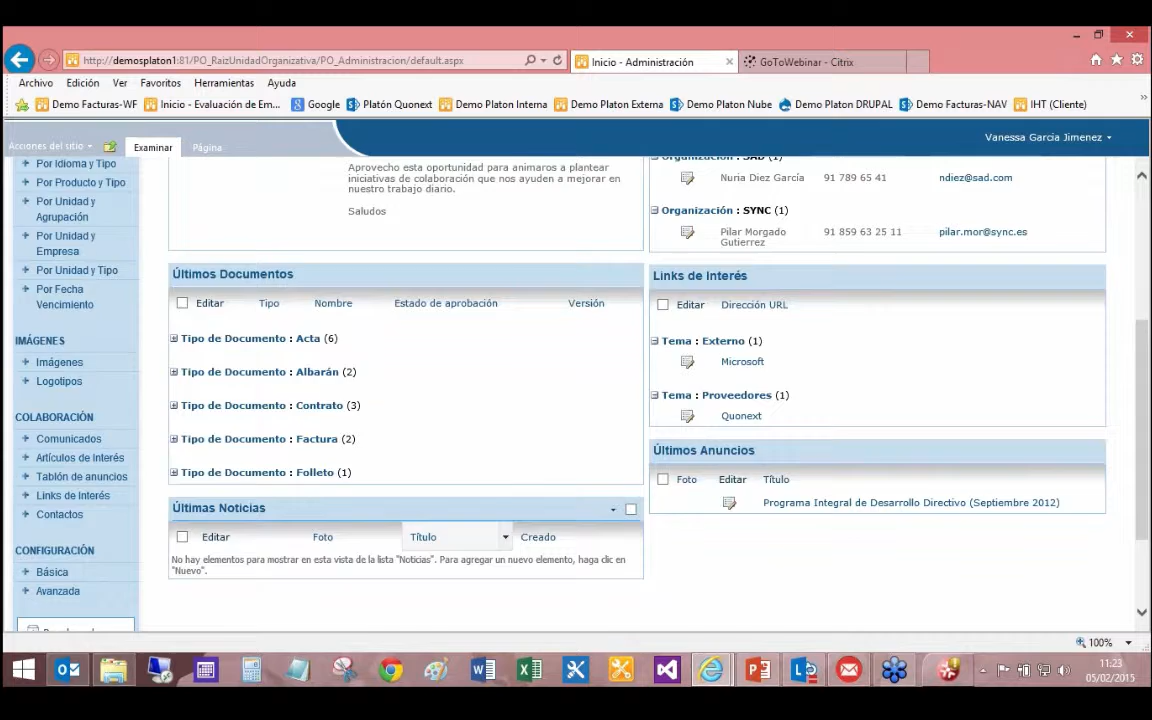 http://demosplaton1:81/PO_RaizUnidadOrganizativa/PO_Administracion/default.aspx
Inicio - Administración
GoToWebinar - Citrix
Archivo Edición Ver Favoritos Herramientas Ayuda
Demo Facturas-WF Inicio - Evaluación de Em... Google Platón Quonext Demo Platon Interna Demo Platon Externa Demo Platon Nube Demo Platon DRUPAL Demo Facturas-NAV IHT (Cliente)
Acciones del sitio Examinar Página
Vanessa Garcia Jimenez
Por Idioma y Tipo
Por Producto y Tipo
Por Unidad y
Agrupación
Por Unidad y
Empresa
Por Unidad y Tipo
Por Fecha
Vencimiento
IMÁGENES
Imágenes
Logotipos
COLABORACIÓN
Comunicados
Artículos de Interés
Tablón de anuncios
Links de Interés
Contactos
CONFIGURACIÓN
Básica
Avanzada
Aprovecho esta oportunidad para animaros a plantear
iniciativas de colaboración que nos ayuden a mejorar en
nuestro trabajo diario.
Saludos
Últimos Documentos
Editar Tipo Nombre Estado de aprobación Versión
Tipo de Documento : Acta (6)
Tipo de Documento : Albarán (2)
Tipo de Documento : Contrato (3)
Tipo de Documento : Factura (2)
Tipo de Documento : Folleto (1)
Últimas Noticias
Editar Foto Título Creado
No hay elementos para mostrar en esta vista de la lista "Noticias". Para agregar un nuevo elemento, haga clic en
"Nuevo".
Organización : SAD (1)
Nuria Diez García 91 789 65 41 ndiez@sad.com
Organización : SYNC (1)
Pilar Morgado 91 859 63 25 11 pilar.mor@sync.es
Gutierrez
Links de Interés
Editar Dirección URL
Tema : Externo (1)
Microsoft
Tema : Proveedores (1)
Quonext
Últimos Anuncios
Foto Editar Título
Programa Integral de Desarrollo Directivo (Septiembre 2012)
100%
11:23
05/02/2015